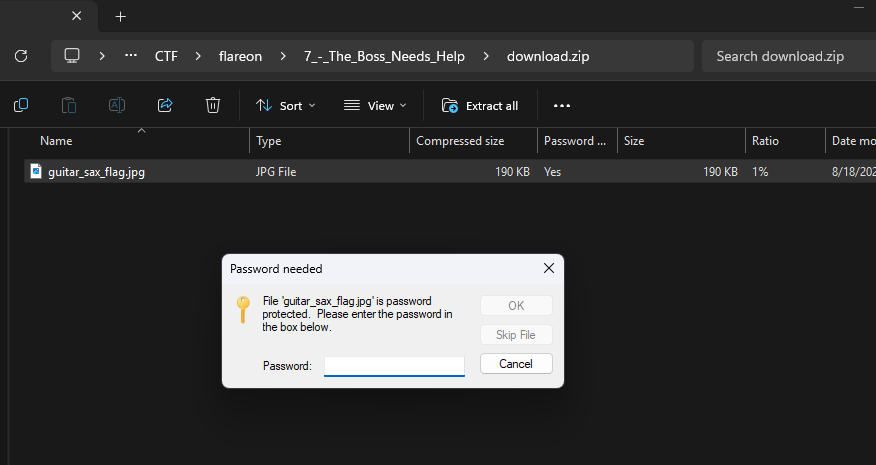 CTF flareon 7_-_The_Boss_Needs_Help download.zip Search download.zip
Sort View Extract all
Name Type Compressed size Password ... Size Ratio Date mo
guitar_sax_flag.jpg JPG File 190 KB Yes 190 KB 1% 8/18/202
Password needed
File 'guitar_sax_flag.jpg' is password
protected. Please enter the password in
the box below.
OK
Skip File
Password:
Cancel